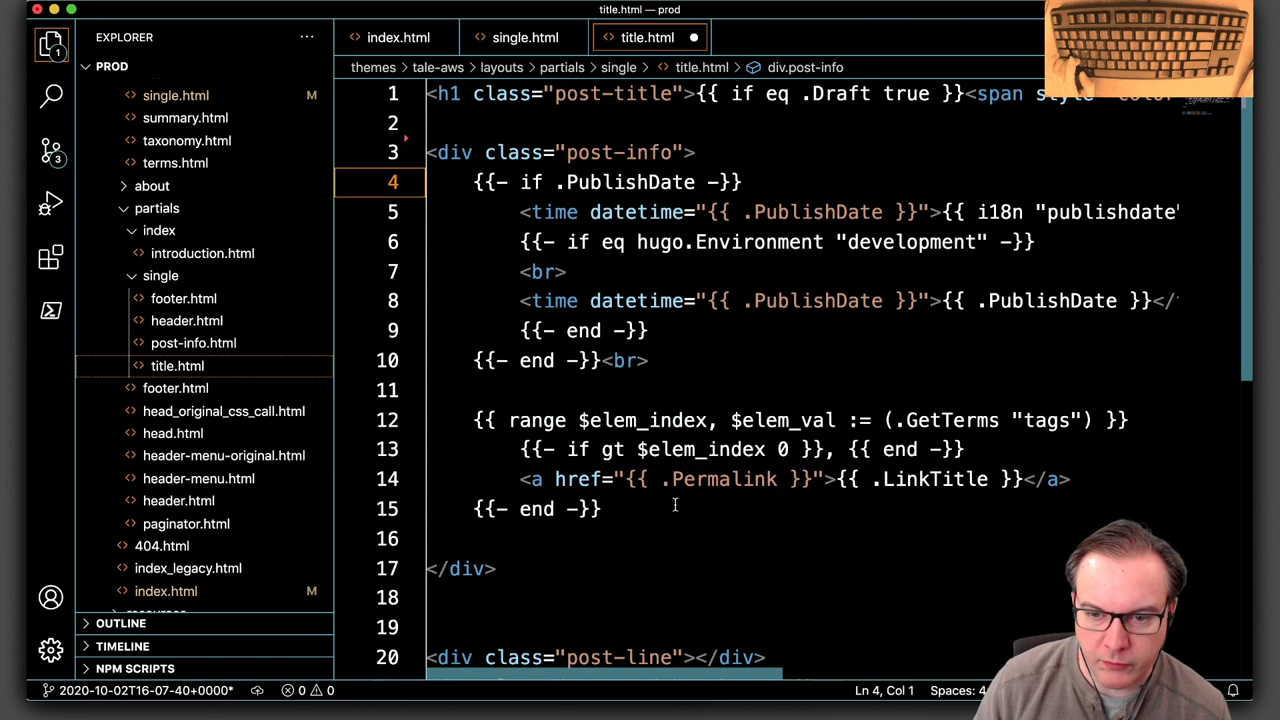 title.html — prod
EXPLORER
···
index.html
single.html
title.html
PROD
themes > tale-aws > layouts > partials > single > title.html > div.post-info
single.html M
summary.html
taxonomy.html
terms.html
about
partials
index
introduction.html
single
footer.html
header.html
post-info.html
title.html
footer.html
head_original_css_call.html
head.html
header-menu-original.html
header-menu.html
header.html
paginator.html
404.html
index_legacy.html
index.html M
OUTLINE
TIMELINE
NPM SCRIPTS
1
3
1 <h1 class="post-title">{{ if eq .Draft true }}<span
2
3 <div class="post-info">
4 {{- if .PublishDate -}}
5 <time datetime="{{ .PublishDate }}">{{ i18n "publishdate"
6 {{- if eq hugo.Environment "development" -}}
7 <br>
8 <time datetime="{{ .PublishDate }}">{{ .PublishDate }}</
9 {{- end -}}
10 {{- end -}}<br>
11
12 {{ range $elem_index, $elem_val := (.GetTerms "tags") }}
13 {{- if gt $elem_index 0 }}, {{ end -}}
14 <a href="{{ .Permalink }}">{{ .LinkTitle }}</a>
15 {{- end -}}
16
17 </div>
18
19
20 <div class="post-line"></div>
2020-10-02T16-07-40+0000* 0 0
Ln 4, Col 1
Spaces: 4